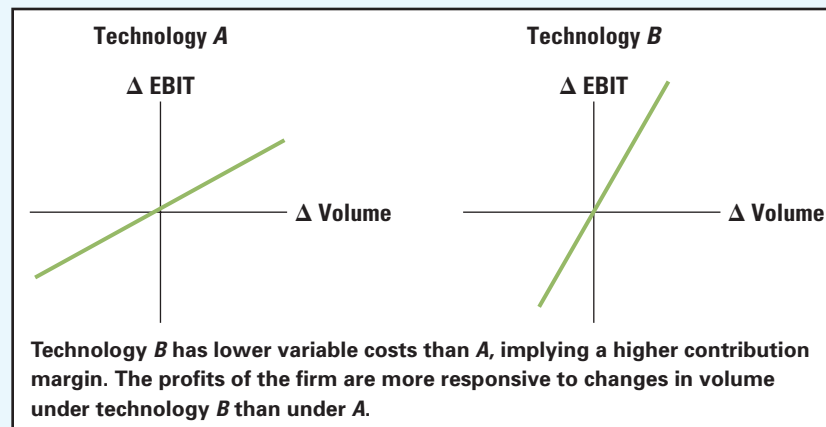 Technology A
Technology B
Δ EBIT
Δ EBIT
Δ Volume
Δ Volume
Technology B has lower variable costs than A, implying a higher contribution
margin. The profits of the firm are more responsive to changes in volume
under technology B than under A.